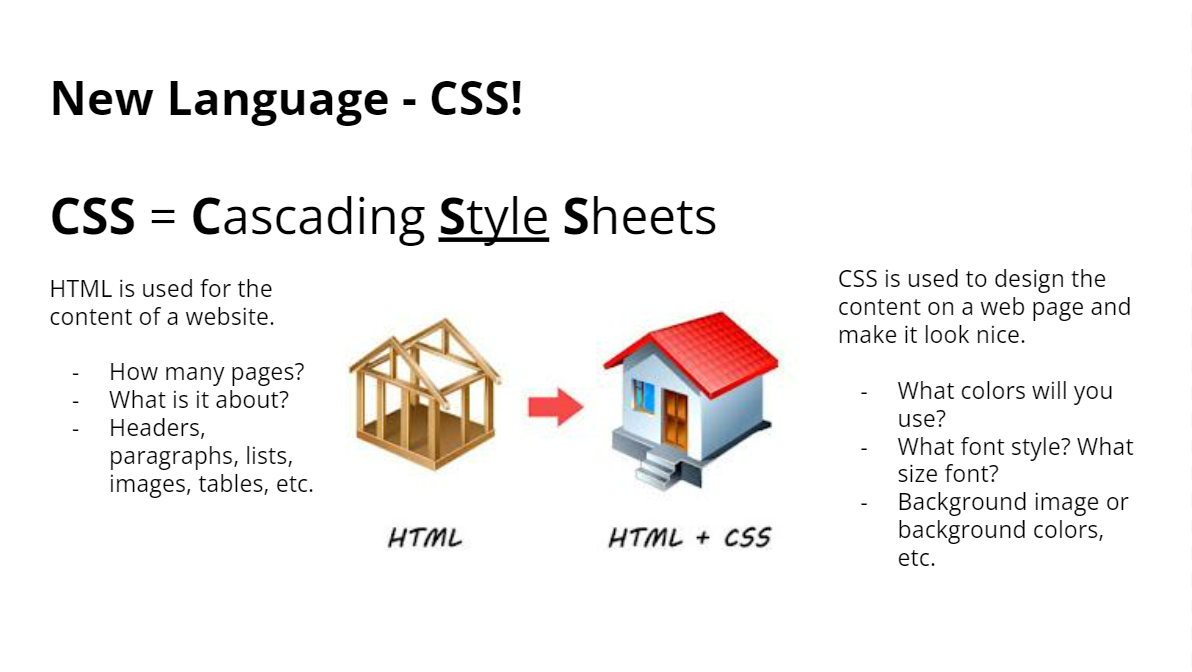 New Language - CSS!
CSS = Cascading Style Sheets
HTML is used for the
content of a website.
- How many pages?
- What is it about?
- Headers,
paragraphs, lists,
images, tables, etc.
HTML
HTML + CSS
CSS is used to design the
content on a web page and
make it look nice.
- What colors will you
use?
- What font style? What
size font?
- Background image or
background colors,
etc.